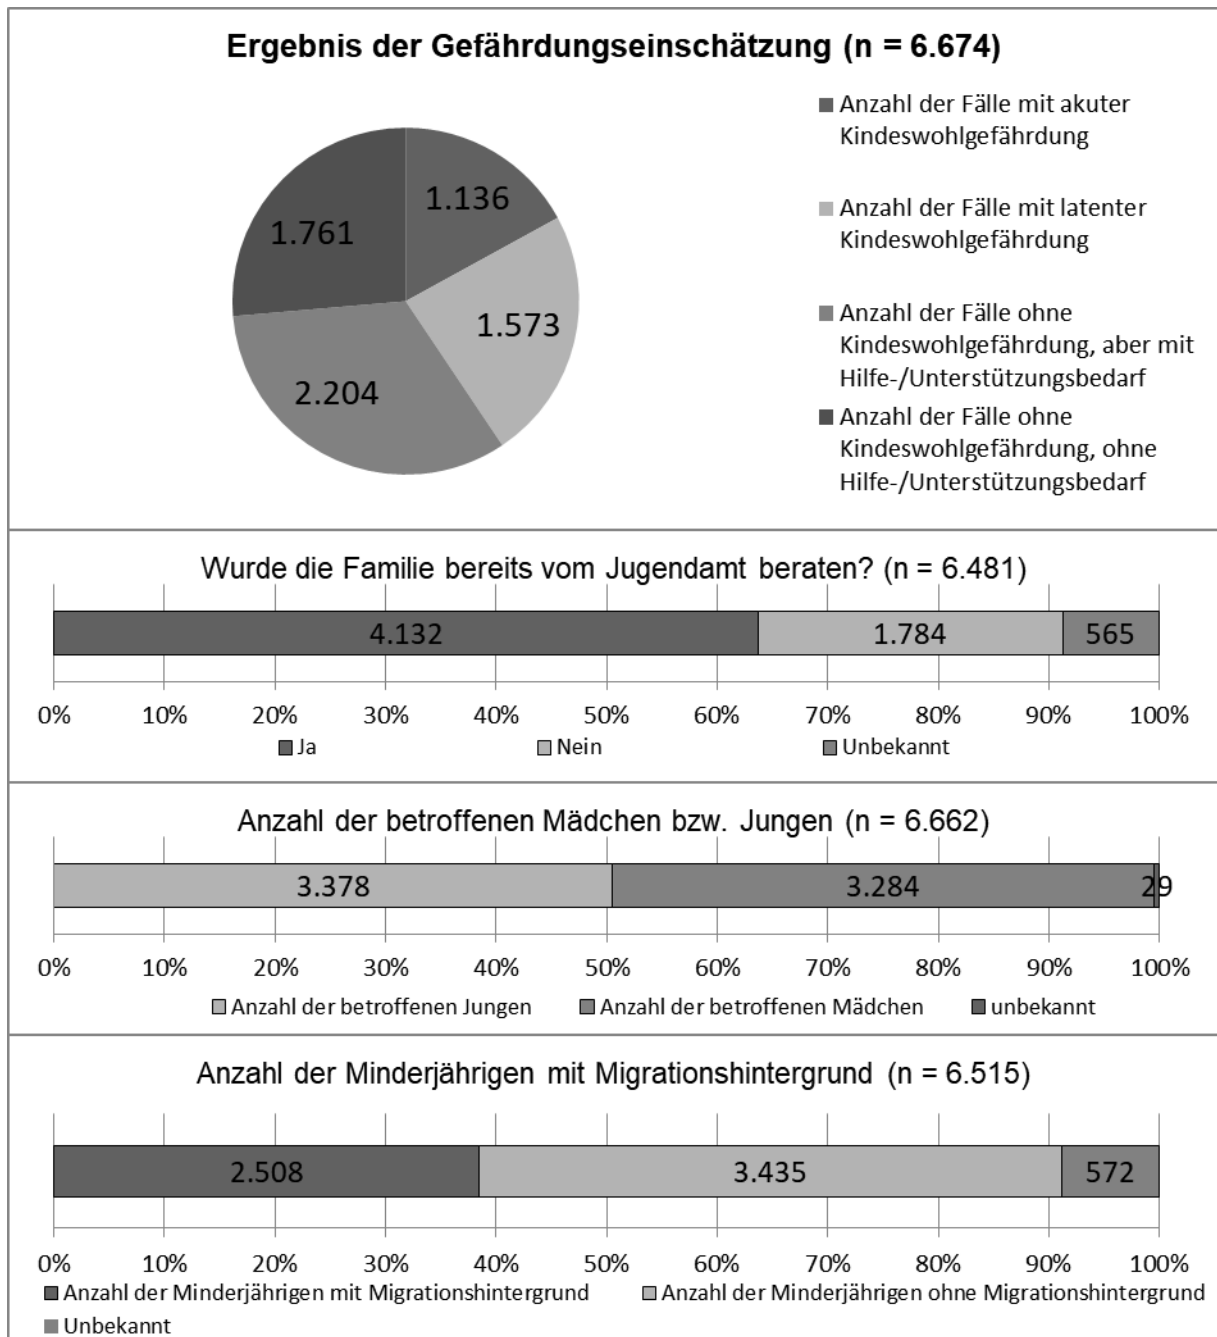 Ergebnis der Gefährdungseinschätzung (n = 6.674)
1.136
1.573
2.204
1.761
Anzahl der Fälle mit akuter
Kindeswohlgefährdung
Anzahl der Fälle mit latenter
Kindeswohlgefährdung
Anzahl der Fälle ohne
Kindeswohlgefährdung, aber mit
Hilfe-/Unterstützungsbedarf
Anzahl der Fälle ohne
Kindeswohlgefährdung, ohne
Hilfe-/Unterstützungsbedarf
Wurde die Familie bereits vom Jugendamt beraten? (n = 6.481)
4.132 1.784 565
0% 10% 20% 30% 40% 50% 60% 70% 80% 90% 100%
Ja Nein Unbekannt
Anzahl der betroffenen Mädchen bzw. Jungen (n = 6.662)
3.378 3.284 29
0% 10% 20% 30% 40% 50% 60% 70% 80% 90% 100%
Anzahl der betroffenen Jungen Anzahl der betroffenen Mädchen unbekannt
Anzahl der Minderjährigen mit Migrationshintergrund (n = 6.515)
2.508 3.435 572
0% 10% 20% 30% 40% 50% 60% 70% 80% 90% 100%
Anzahl der Minderjährigen mit Migrationshintergrund Anzahl der Minderjährigen ohne Migrationshintergrund
Unbekannt